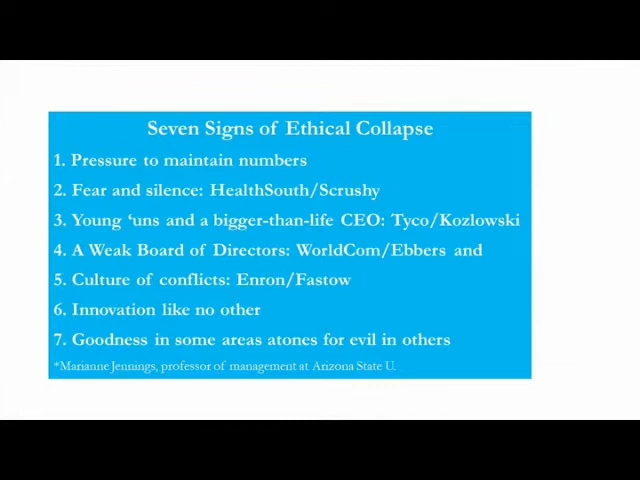 Seven Signs of Ethical Collapse
1. Pressure to maintain numbers
2. Fear and silence: HealthSouth/Scrushy
3. Young ‘uns and a bigger-than-life CEO: Tyco/Kozlowski
4. A Weak Board of Directors: WorldCom/Ebbers and
5. Culture of conflicts: Enron/Fastow
6. Innovation like no other
7. Goodness in some areas atones for evil in others
*Marianne Jennings, professor of management at Arizona State U.